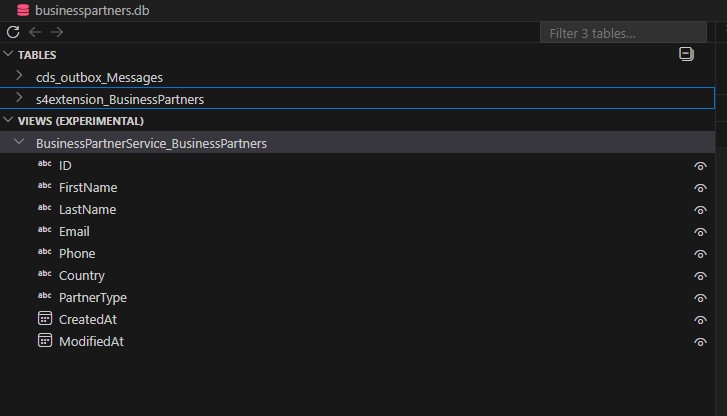 businesspartners.db
Filter 3 tables...
TABLES
cds_outbox_Messages
s4extension_BusinessPartners
VIEWS (EXPERIMENTAL)
BusinessPartnerService_BusinessPartners
abc ID
abc FirstName
abc LastName
abc Email
abc Phone
abc Country
abc PartnerType
CreatedAt
ModifiedAt